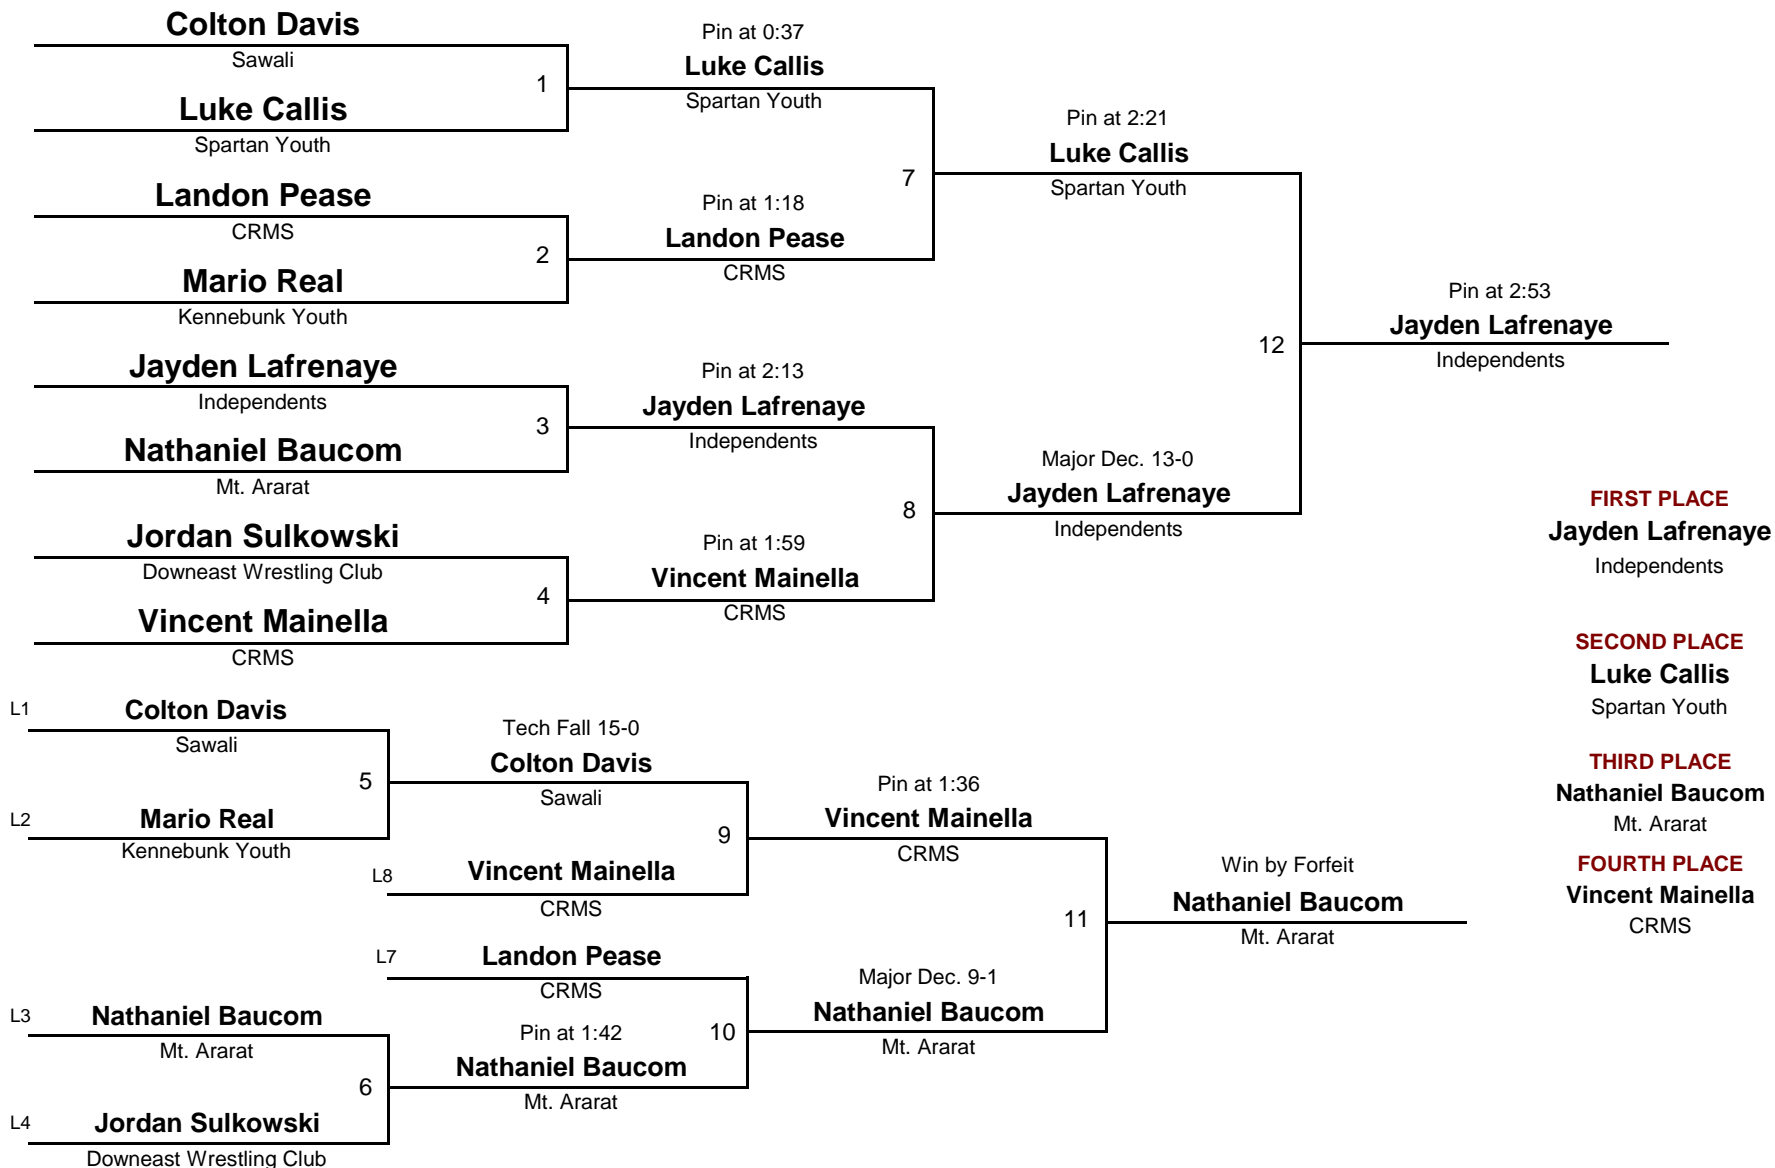 Colton Davis
Sawali
1
Luke Callis
Spartan Youth
Pin at 0:37
Luke Callis
Spartan Youth
Landon Pease
CRMS
2
Mario Real
Kennebunk Youth
Pin at 1:18
Landon Pease
CRMS
7
Pin at 2:21
Luke Callis
Spartan Youth
Jayden Lafrenaye
Independents
3
Nathaniel Baucom
Mt. Ararat
Pin at 2:13
Jayden Lafrenaye
Independents
Jordan Sulkowski
Downeast Wrestling Club
4
Vincent Mainella
CRMS
Pin at 1:59
Vincent Mainella
CRMS
8
Major Dec. 13-0
Jayden Lafrenaye
Independents
12
Pin at 2:53
Jayden Lafrenaye
Independents
L1
Colton Davis
Sawali
5
L2
Mario Real
Kennebunk Youth
Tech Fall 15-0
Colton Davis
Sawali
9
L8
Vincent Mainella
CRMS
Pin at 1:36
Vincent Mainella
CRMS
L7
Landon Pease
CRMS
L3
Nathaniel Baucom
Mt. Ararat
6
L4
Jordan Sulkowski
Downeast Wrestling Club
Pin at 1:42
Nathaniel Baucom
Mt. Ararat
10
Major Dec. 9-1
Nathaniel Baucom
Mt. Ararat
11
Win by Forfeit
Nathaniel Baucom
Mt. Ararat
FIRST PLACE
Jayden Lafrenaye
Independents
SECOND PLACE
Luke Callis
Spartan Youth
THIRD PLACE
Nathaniel Baucom
Mt. Ararat
FOURTH PLACE
Vincent Mainella
CRMS